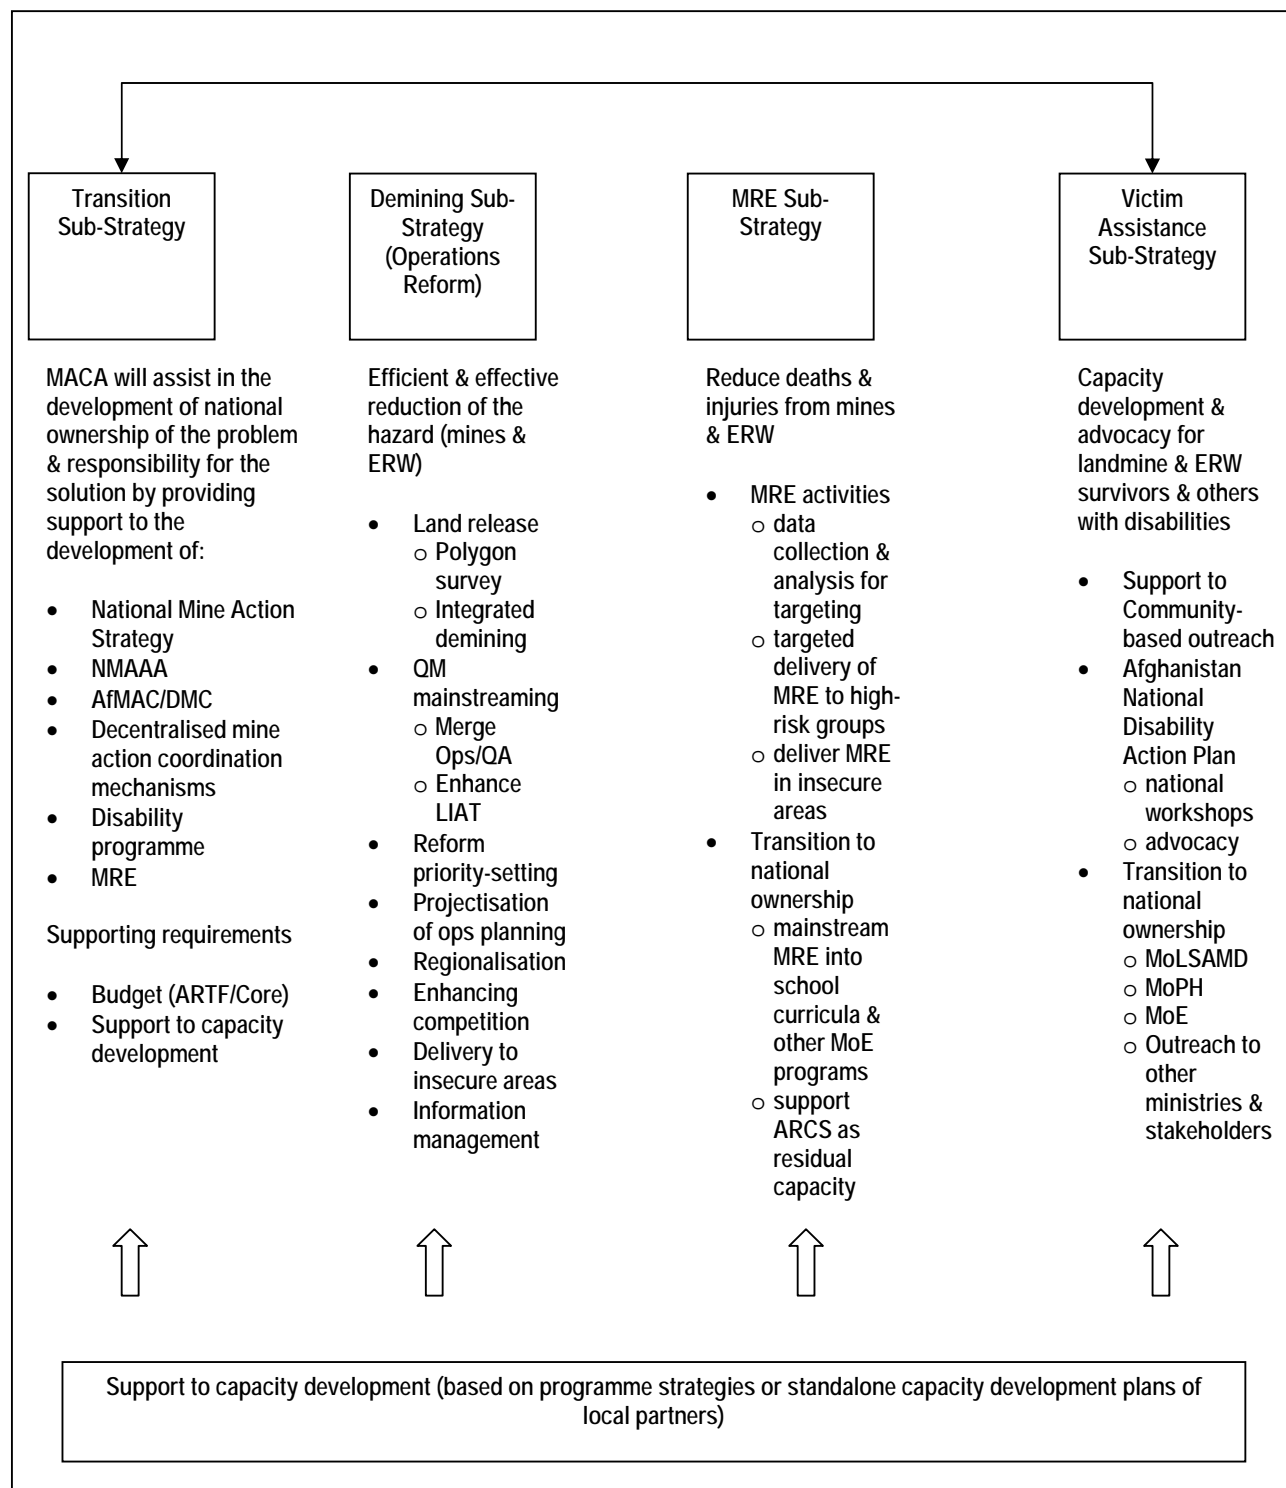 Transition
Sub-Strategy
Demining Sub-
Strategy
(Operations
Reform)
MRE Sub-
Strategy
Victim
Assistance
Sub-Strategy
MACA will assist in the
development of national
ownership of the problem
& responsibility for the
solution by providing
support to the
development of:
• National Mine Action
Strategy
• NMAAA
• AfMAC/DMC
• Decentralised mine
action coordination
mechanisms
• Disability
programme
• MRE
Supporting requirements
• Budget (ARTF/Core)
• Support to capacity
development
Efficient & effective
reduction of the
hazard (mines &
ERW)
• Land release
o Polygon
survey
o Integrated
demining
• QM
mainstreaming
o Merge
Ops/QA
o Enhance
LIAT
• Reform
priority-setting
• Projectisation
of ops planning
• Regionalisation
• Enhancing
competition
• Delivery to
insecure areas
• Information
management
Reduce deaths &
injuries from mines
& ERW
• MRE activities
o data
collection &
analysis for
targeting
o targeted
delivery of
MRE to high-
risk groups
o deliver MRE
in insecure
areas
• Transition to
national
ownership
o mainstream
MRE into
school
curricula &
other MoE
programs
o support
ARCS as
residual
capacity
Capacity
development &
advocacy for
landmine & ERW
survivors & others
with disabilities
• Support to
Community-
based outreach
• Afghanistan
National
Disability
Action Plan
o national
workshops
o advocacy
• Transition to
national
ownership
o MoLSAMD
o MoPH
o MoE
o Outreach to
other
ministries &
stakeholders
Support to capacity development (based on programme strategies or standalone capacity development plans of
local partners)